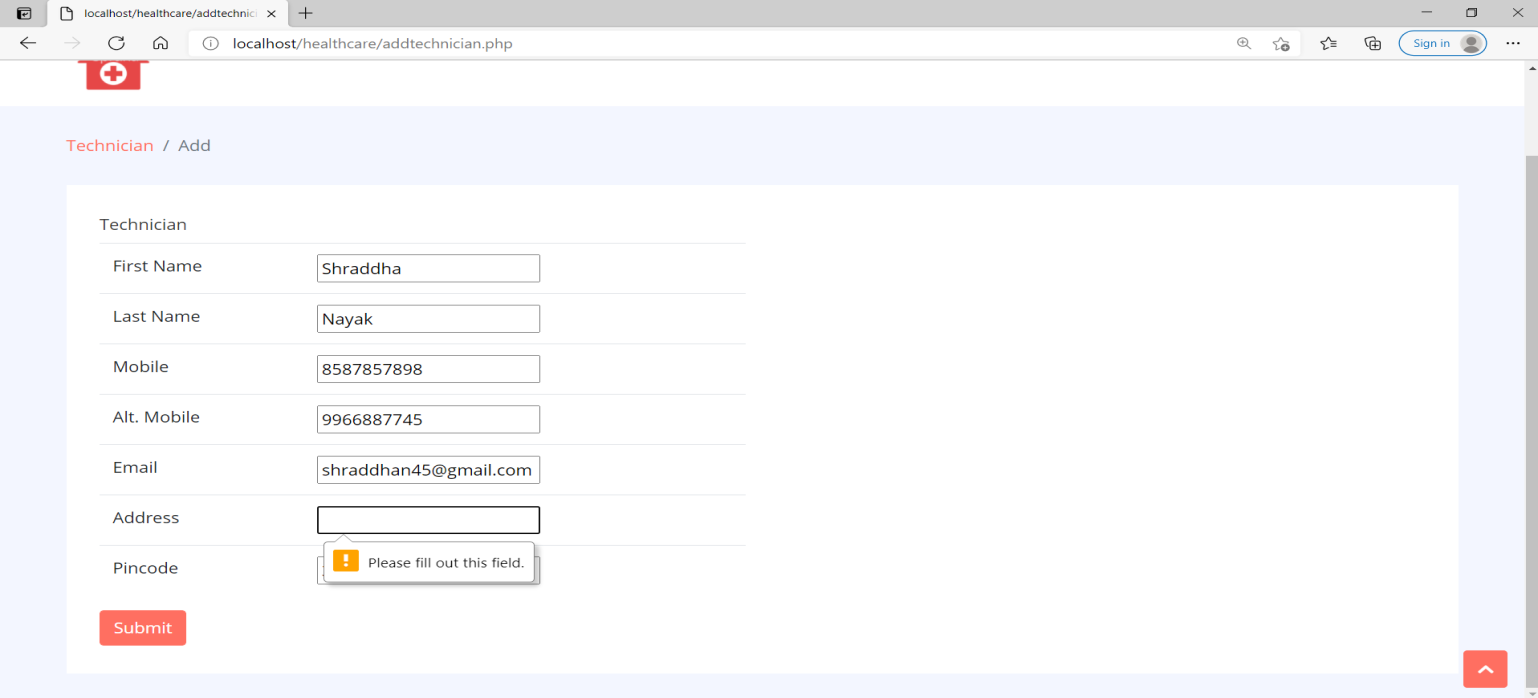 localhost/healthcare/addtechnici
localhost/healthcare/addtechnician.php
Sign in
Technician / Add
Technician
First Name Shraddha
Last Name Nayak
Mobile 8587857898
Alt. Mobile 9966887745
Email shraddhan45@gmail.com
Address
Please fill out this field.
Pincode
Submit